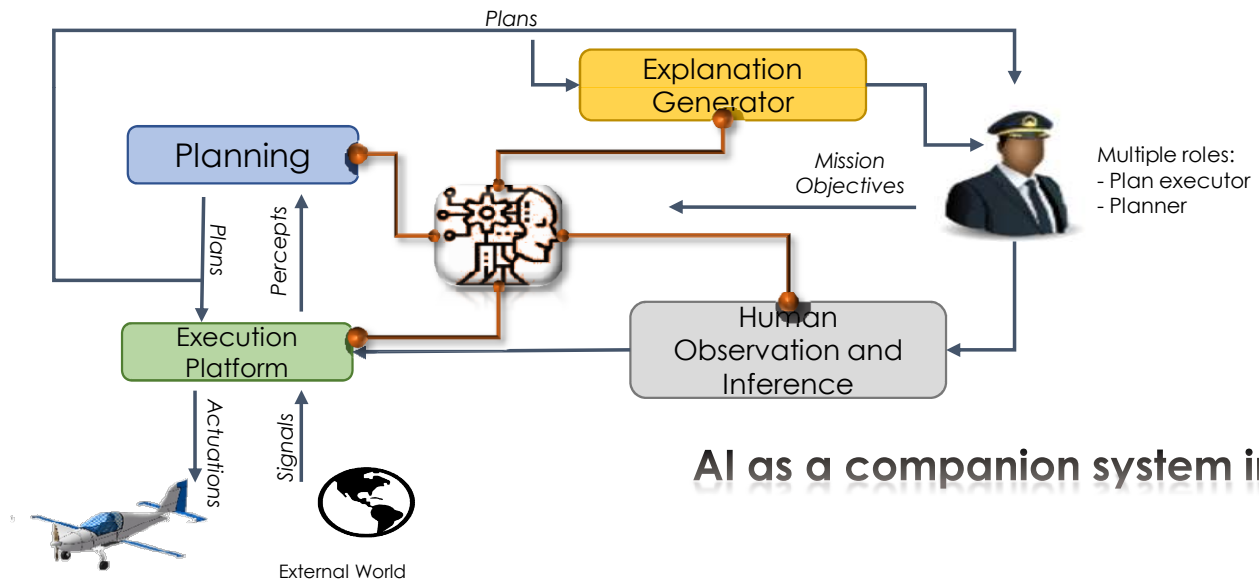 Plans
Explanation
Generator
Planning
Mission
Objectives
Multiple roles:
- Plan executor
- Planner
Plans
Percepts
Execution
Platform
Human
Observation and
Inference
Actuations
Signals
AI as a companion system
External World